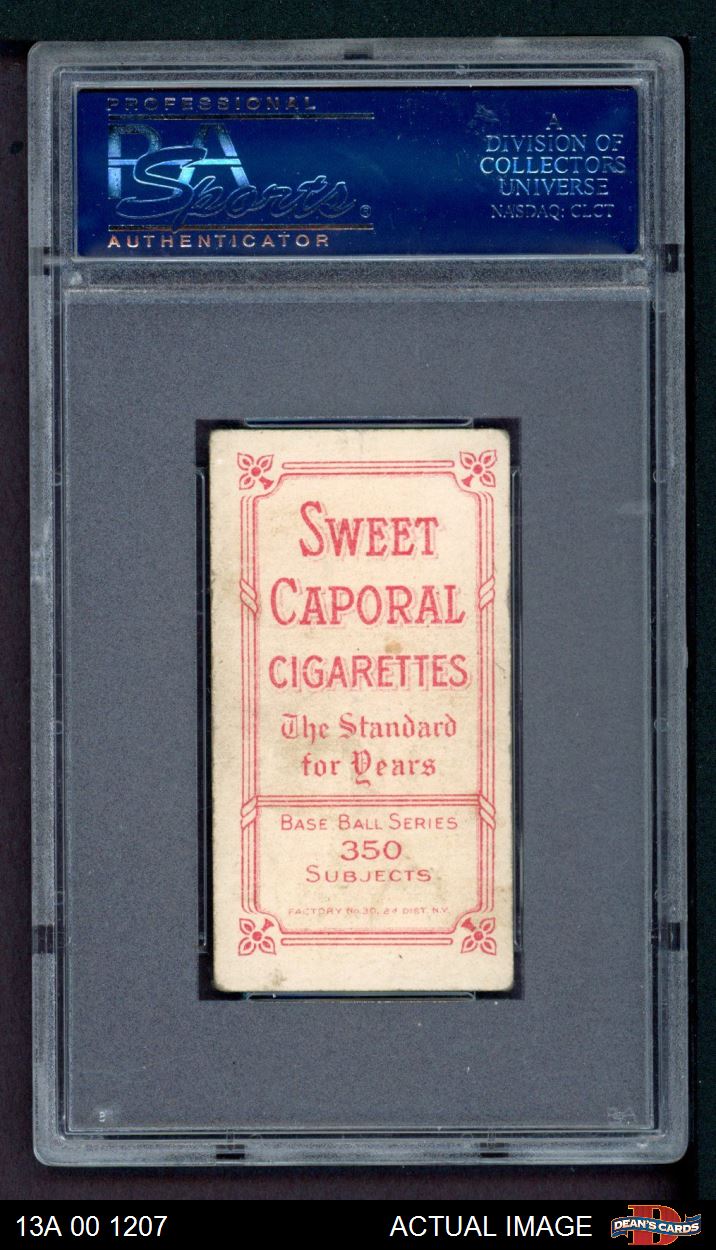 PROFESSIONAL
PSA
Sports®
AUTHENTICATOR
A
DIVISION OF
COLLECTORS
UNIVERSE
NASDAQ: CLCT
SWEET
CAPORAL
CIGARETTES
The Standard
for Years
BASE BALL SERIES
350
SUBJECTS
FACTORY No. 30, 2d DIST. N.Y.
PSA
13A 00 1207
ACTUAL IMAGE
D
DEAN'S CARDS